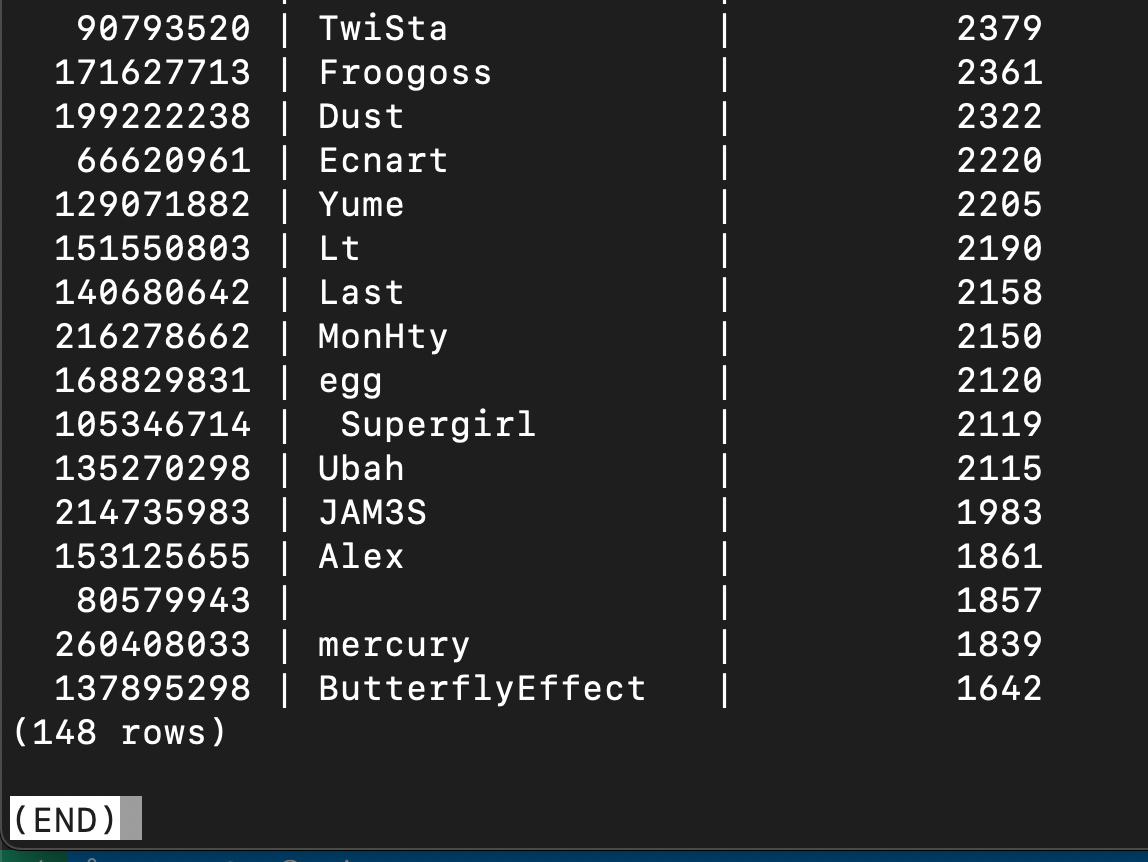 90793520 | TwiSta | 2379
171627713 | Froogoss | 2361
199222238 | Dust | 2322
66620961 | Ecnart | 2220
129071882 | Yume | 2205
151550803 | Lt | 2190
140680642 | Last | 2158
216278662 | MonHty | 2150
168829831 | egg | 2120
105346714 |  Supergirl | 2119
135270298 | Ubah | 2115
214735983 | JAM3S | 1983
153125655 | Alex | 1861
80579943 | | 1857
260408033 | mercury | 1839
137895298 | ButterflyEffect | 1642
(148 rows)
(END)